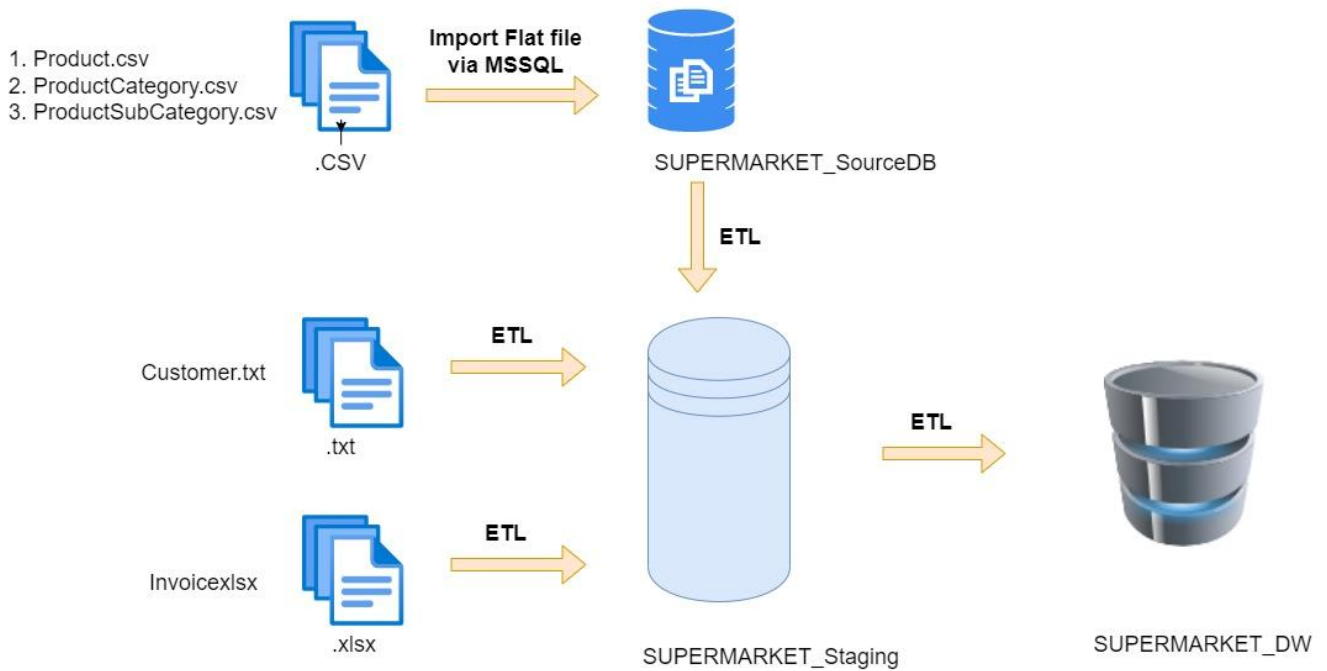 1. Product.csv
2. ProductCategory.csv
3. ProductSubCategory.csv
.CSV
Import Flat file
via MSSQL
SUPERMARKET_SourceDB
ETL
Customer.txt
.txt
ETL
ETL
Invoicexlsx
.xlsx
ETL
SUPERMARKET_Staging
SUPERMARKET_DW